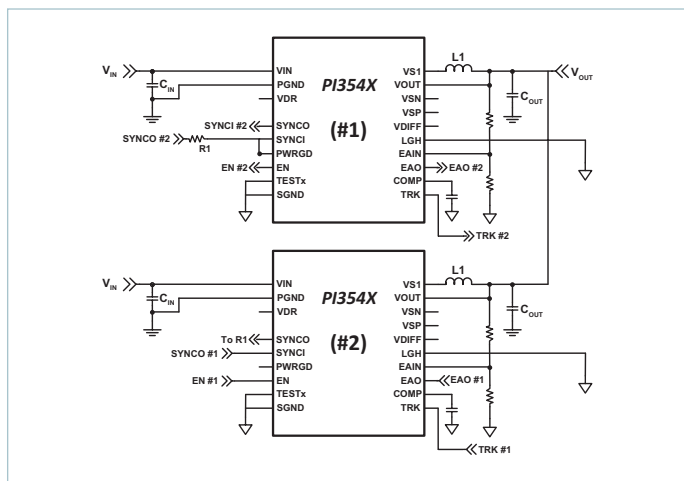 VIN
CIN
VIN
PGND
VDR
SYNCI #2
SYNCO
SYNCO #2
R1
SYNCI
PWRGD
EN #2
EN
TESTx
SGND
PI354X
(#1)
VS1
VOUT
VSN
VSP
VDIFF
LGH
EAIN
EAO
COMP
TRK
L1
VOUT
COUT
EAO #2
TRK #2
VIN
CIN
VIN
PGND
VDR
To R1
SYNCO
SYNCO #1
SYNCI
PWRGD
EN #1
EN
TESTx
SGND
PI354X
(#2)
VS1
VOUT
VSN
VSP
VDIFF
LGH
EAIN
EAO
COMP
TRK
L1
COUT
EAO #1
TRK #1